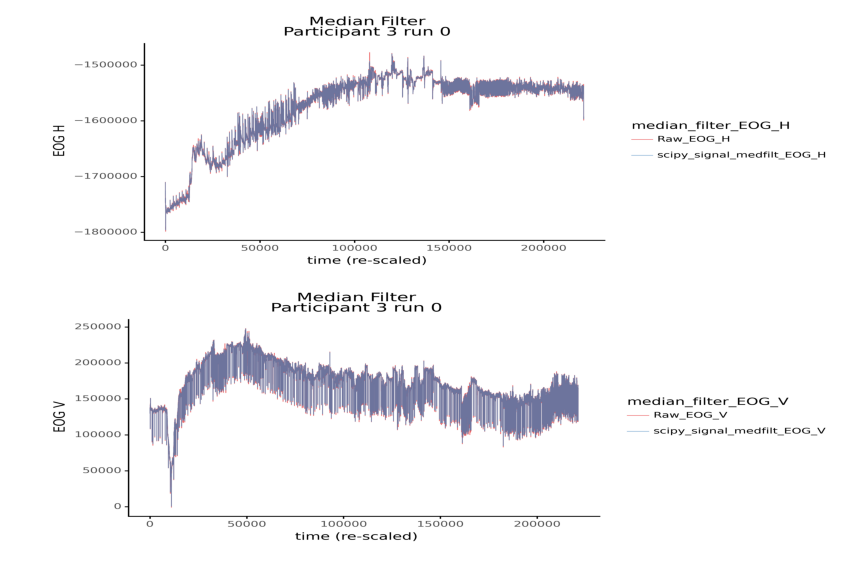 Median Filter
Participant 3 run 0
−1500000
−1600000
−1700000
−1800000
EOG H
0
50000
100000
150000
200000
time (re-scaled)
median_filter_EOG_H
Raw_EOG_H
scipy_signal_medfilt_EOG_H
Median Filter
Participant 3 run 0
250000
200000
150000
100000
50000
0
EOG V
0
50000
100000
150000
200000
time (re-scaled)
median_filter_EOG_V
Raw_EOG_V
scipy_signal_medfilt_EOG_V